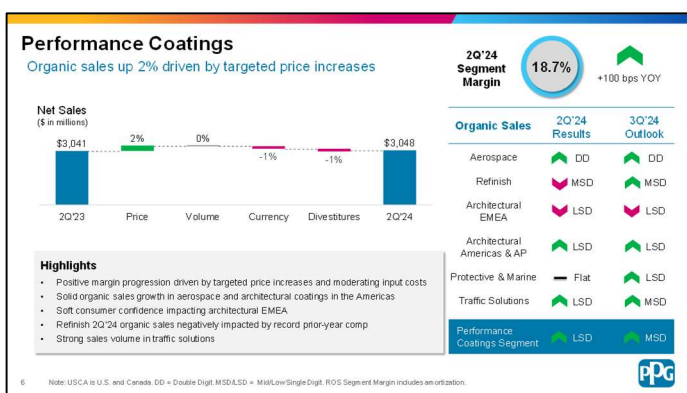 Performance Coatings
Organic sales up 2% driven by targeted price increases
2Q'24
Segment
Margin
18.7%
+100 bps YOY
Net Sales
($ in millions)
$3,041
2%
0%
-1%
-1%
$3,048
2Q'23
Price
Volume
Currency
Divestitures
2Q'24
Organic Sales
2Q'24
Results
3Q'24
Outlook
Aerospace
DD
DD
Refinish
MSD
MSD
Architectural
EMEA
LSD
LSD
Architectural
Americas & AP
LSD
LSD
Protective & Marine
Flat
LSD
Traffic Solutions
LSD
MSD
Performance
Coatings Segment
LSD
MSD
Highlights
• Positive margin progression driven by targeted price increases and moderating input costs
• Solid organic sales growth in aerospace and architectural coatings in the Americas
• Soft consumer confidence impacting architectural EMEA
• Refinish 2Q'24 organic sales negatively impacted by record prior-year comp
• Strong sales volume in traffic solutions
6
Note: USCA is U.S. and Canada. DD = Double Digit. MSD/LSD = Mid/Low Single Digit. ROS Segment Margin includes amortization.
PPG